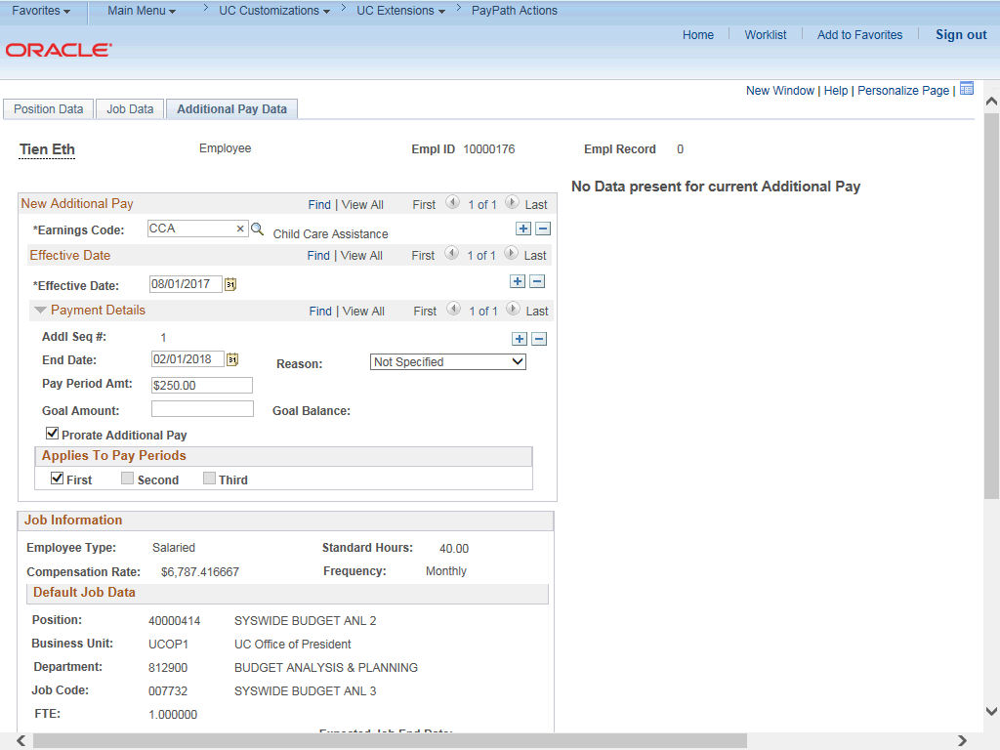 Favorites Main Menu UC Customizations UC Extensions PayPath Actions
Home Worklist Add to Favorites Sign out
ORACLE
New Window | Help | Personalize Page |
Position Data Job Data Additional Pay Data
Tien Eth Employee Empl ID 10000176 Empl Record 0
No Data present for current Additional Pay
New Additional Pay Find | View All First 1 of 1 Last
*Earnings Code: CCA × Child Care Assistance
Effective Date Find | View All First 1 of 1 Last
*Effective Date: 08/01/2017 31
Payment Details Find | View All First 1 of 1 Last
Addl Seq #: 1
End Date: 02/01/2018 31
Reason: Not Specified
Pay Period Amt: $250.00
Goal Amount: Goal Balance:
Prorate Additional Pay
Applies To Pay Periods
First Second Third
Job Information
Employee Type: Salaried Standard Hours: 40.00
Compensation Rate: $6,787.416667 Frequency: Monthly
Default Job Data
Position: 40000414 SYSWIDE BUDGET ANL 2
Business Unit: UCOP1 UC Office of President
Department: 812900 BUDGET ANALYSIS & PLANNING
Job Code: 007732 SYSWIDE BUDGET ANL 3
FTE: 1.000000
Expected Job End Date: